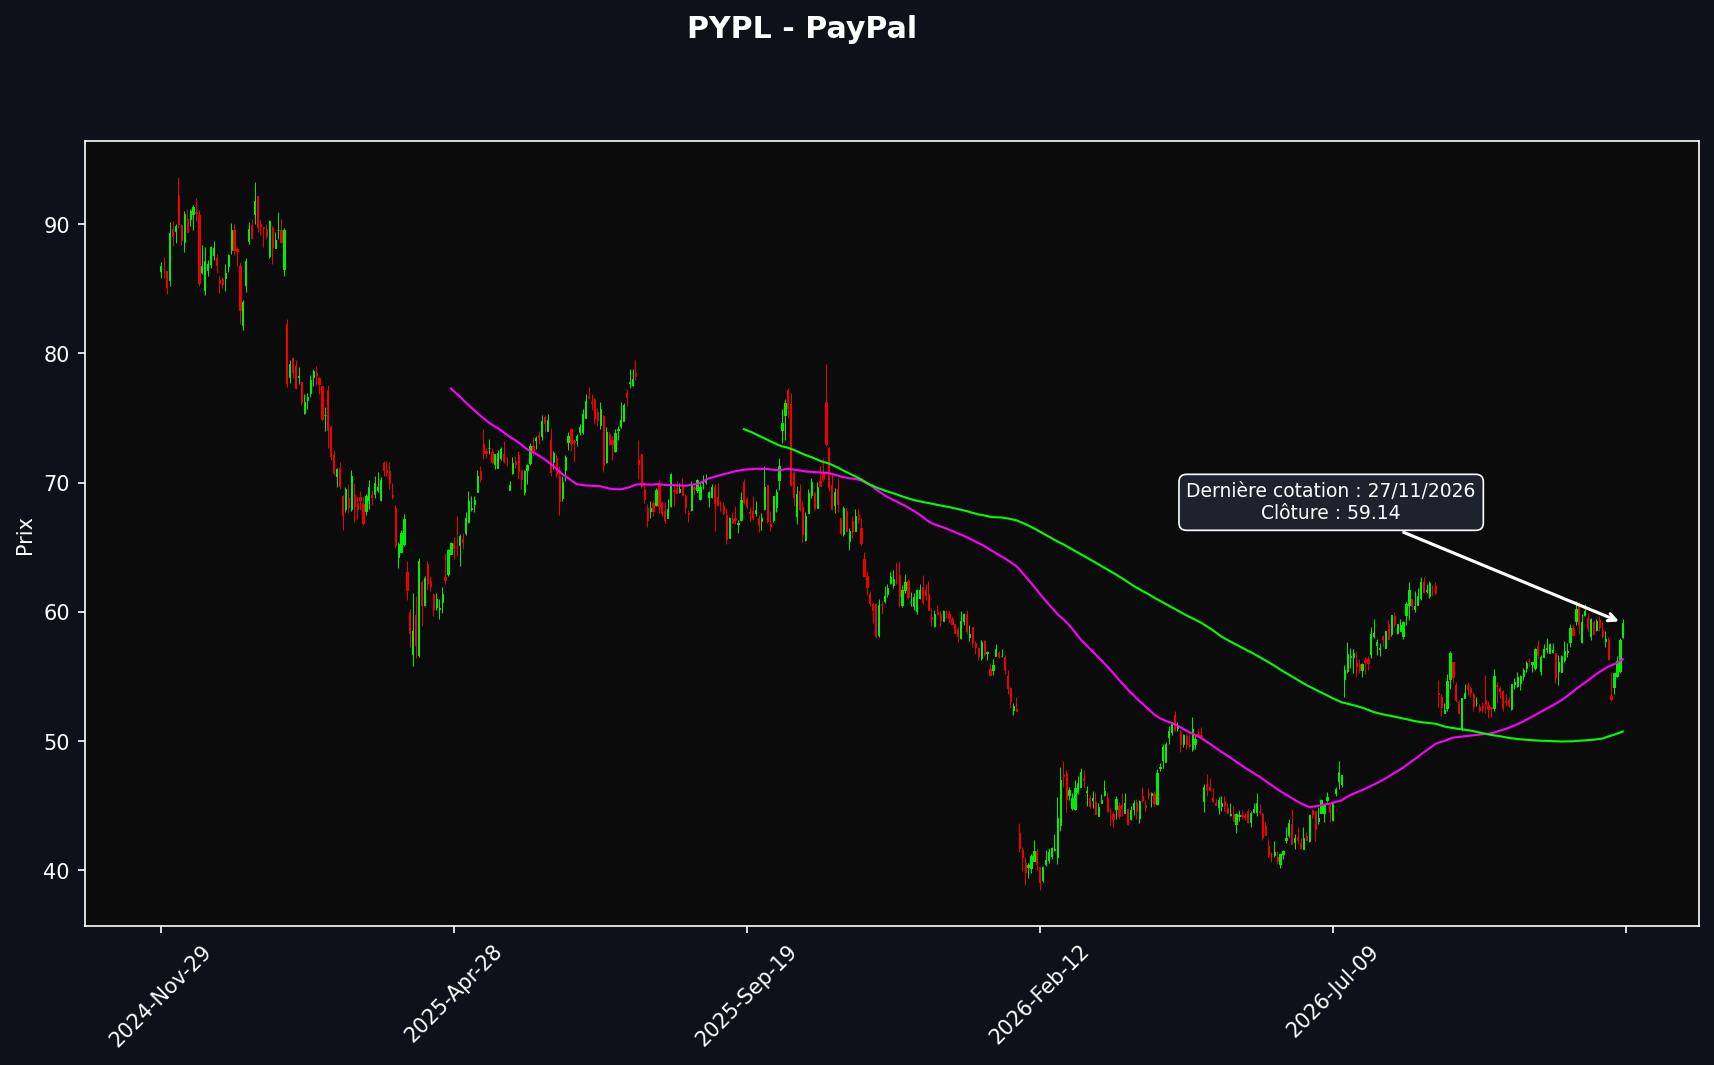 PYPL - PayPal
Prix
90
80
70
60
50
40
Dernière cotation : 27/11/2026
Clôture : 59.14
2024-Nov-29
2025-Apr-28
2025-Sep-19
2026-Feb-12
2026-Jul-09